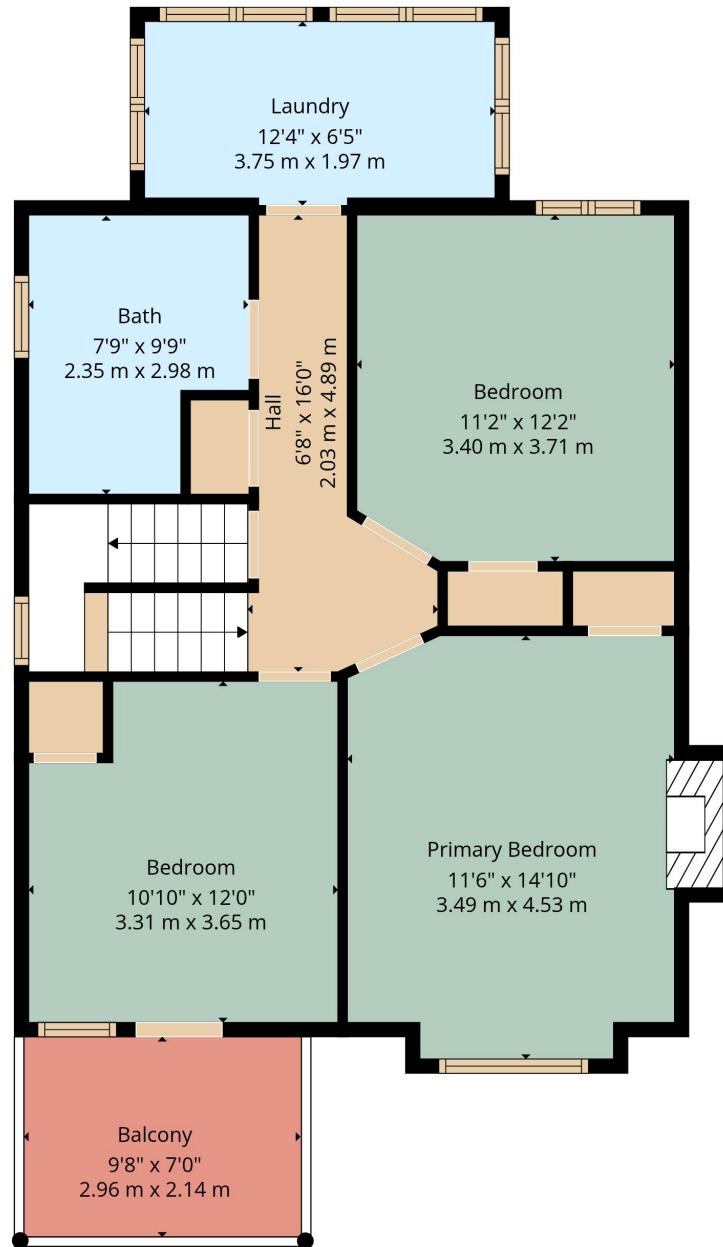 Laundry
12'4" x 6'5"
3.75 m x 1.97 m
Bath
7'9" x 9'9"
2.35 m x 2.98 m
Hall
6'8" x 16'0"
2.03 m x 4.89 m
Bedroom
11'2" x 12'2"
3.40 m x 3.71 m
Bedroom
10'10" x 12'0"
3.31 m x 3.65 m
Primary Bedroom
11'6" x 14'10"
3.49 m x 4.53 m
Balcony
9'8" x 7'0"
2.96 m x 2.14 m